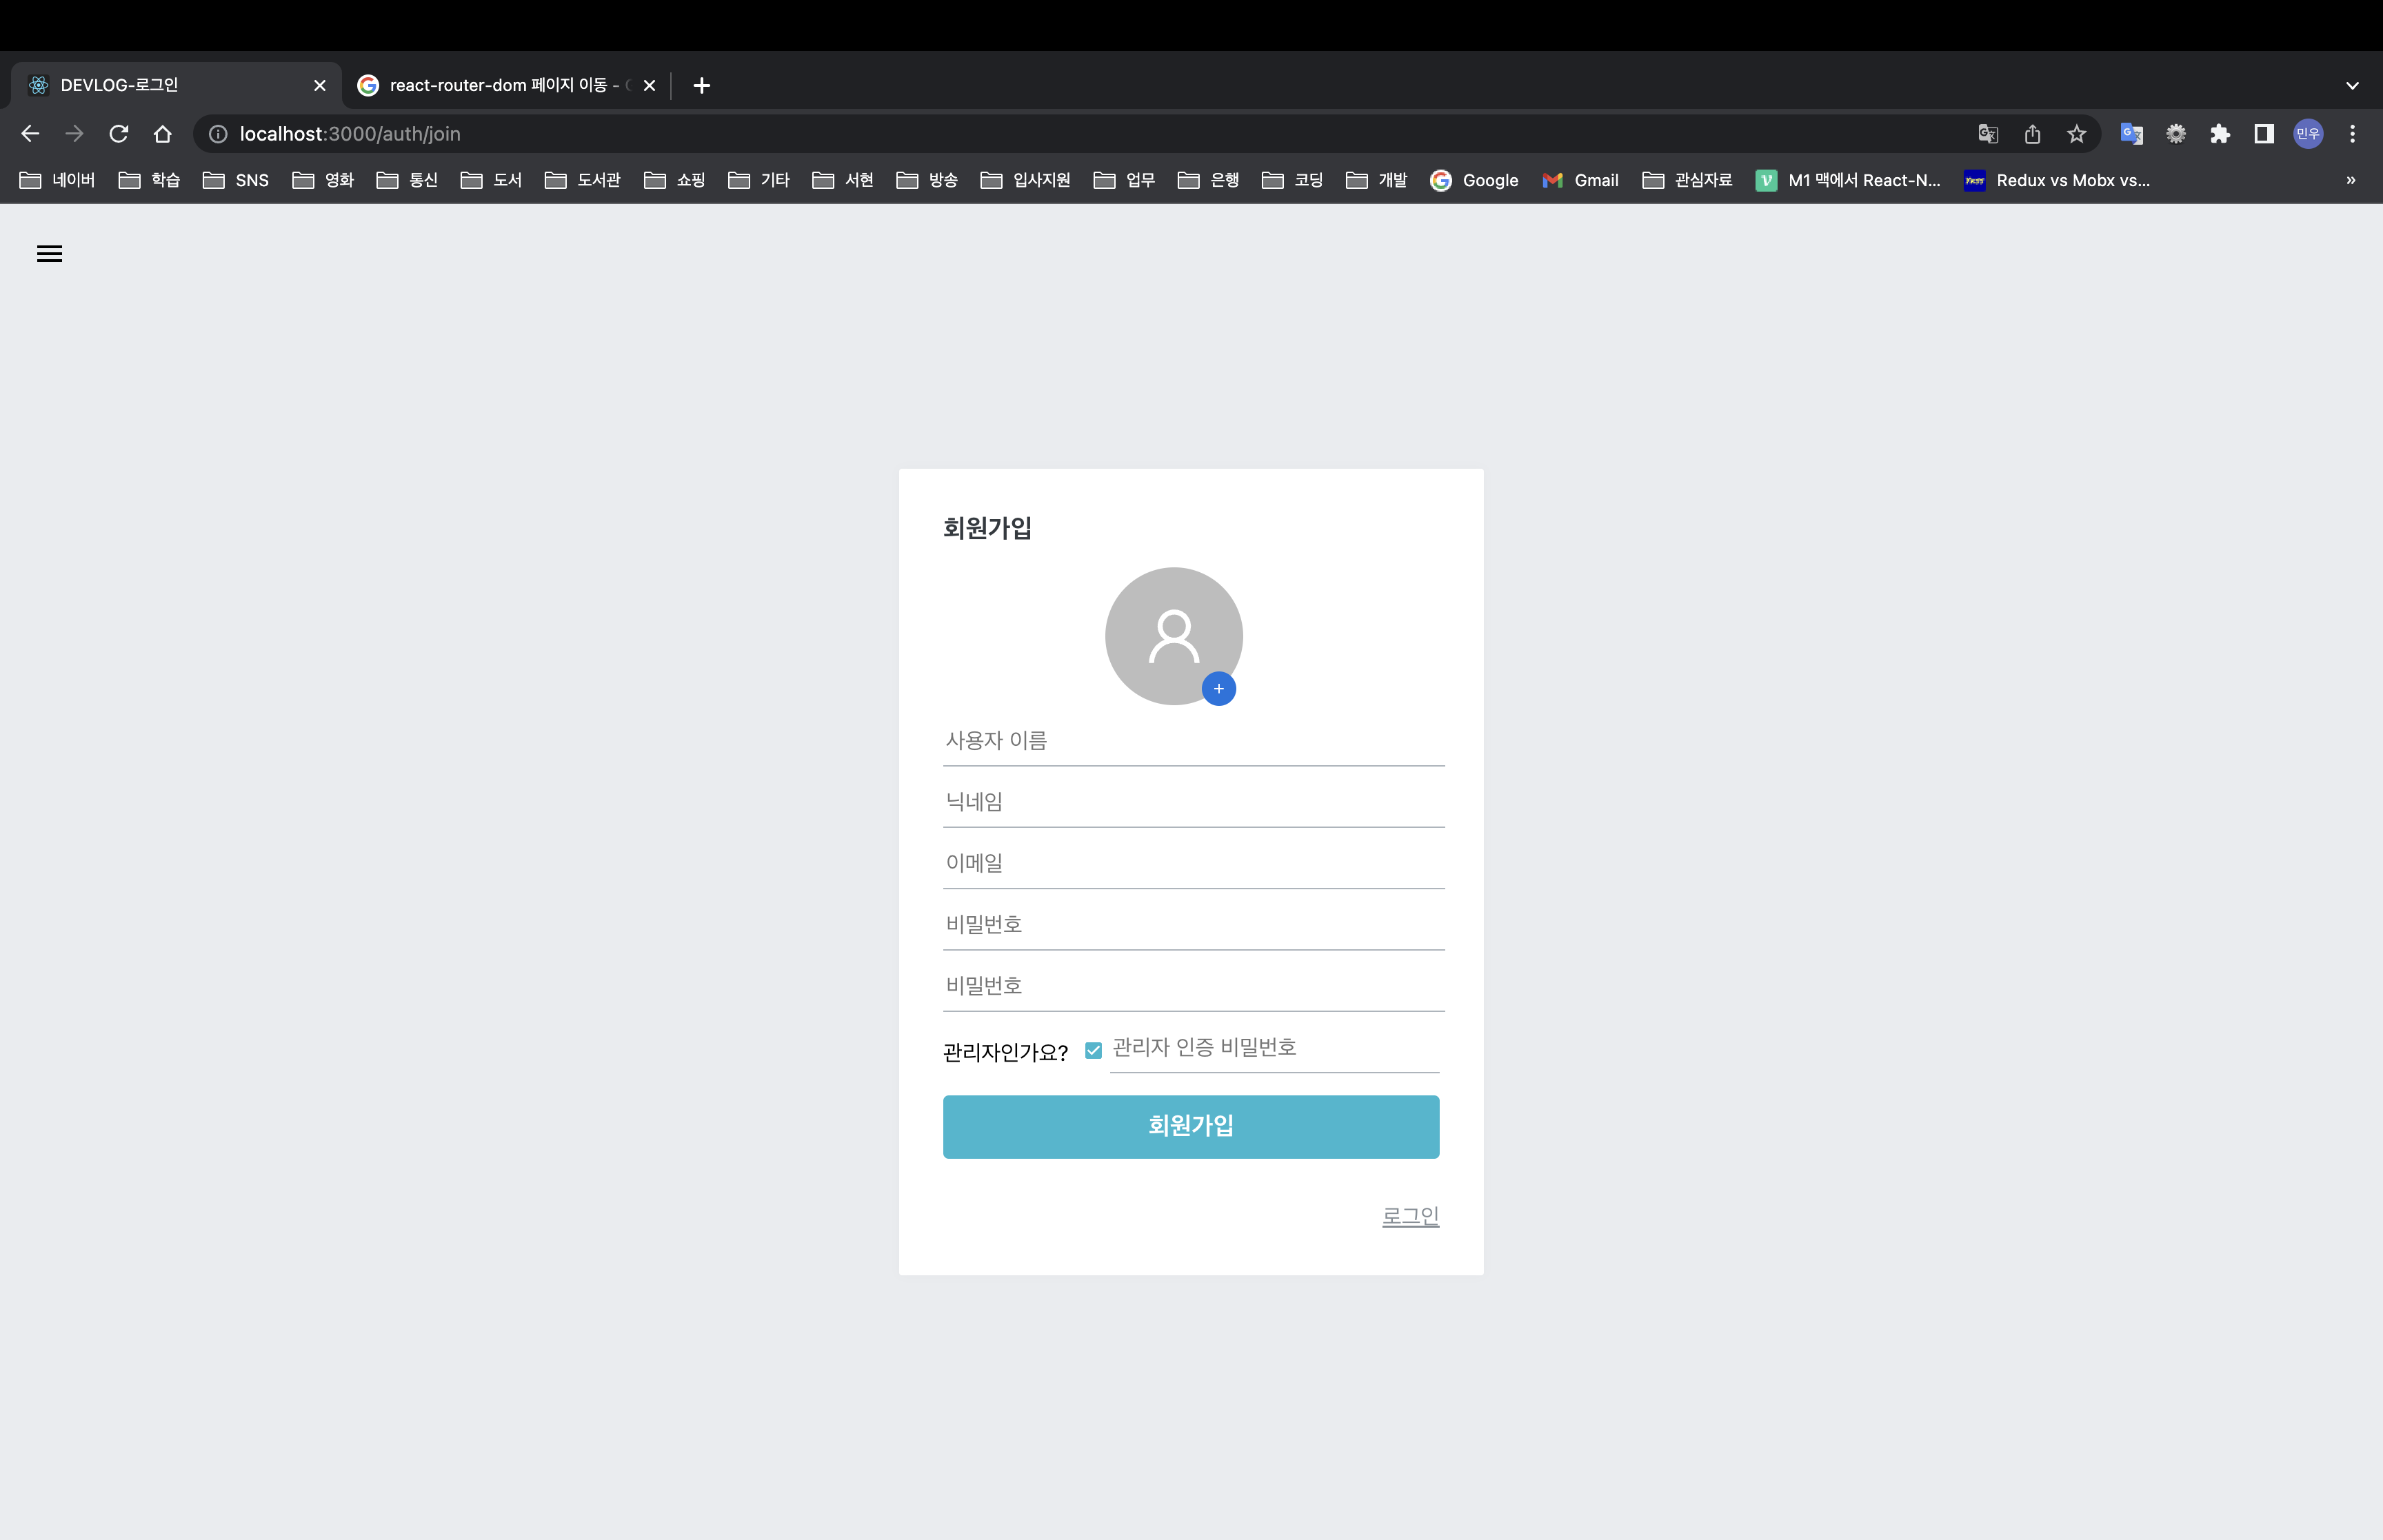 DEVLOG-로그인
react-router-dom 페이지 이동 -
localhost:3000/auth/join
민우
네이버 학습 SNS 영화 통신 도서 도서관 쇼핑 기타 서현 방송 입사지원 업무 은행 코딩 개발 Google Gmail 관심자료 M1 맥에서 React-N... Redux vs Mobx vs...
회원가입
사용자 이름
닉네임
이메일
비밀번호
비밀번호
관리자인가요? 관리자 인증 비밀번호
회원가입
로그인